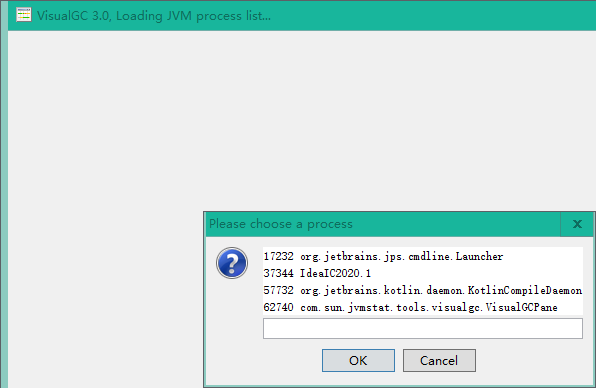 VisualGC 3.0, Loading JVM process list...
Please choose a process
x
?
17232 org.jetbrains.jps.cmdline.Launcher
37344 IdeaIC2020.1
57732 org.jetbrains.kotlin.daemon.KotlinCompileDaemon
62740 com.sun.jvmstat.tools.visualgc.VisualGCPane
OK Cancel